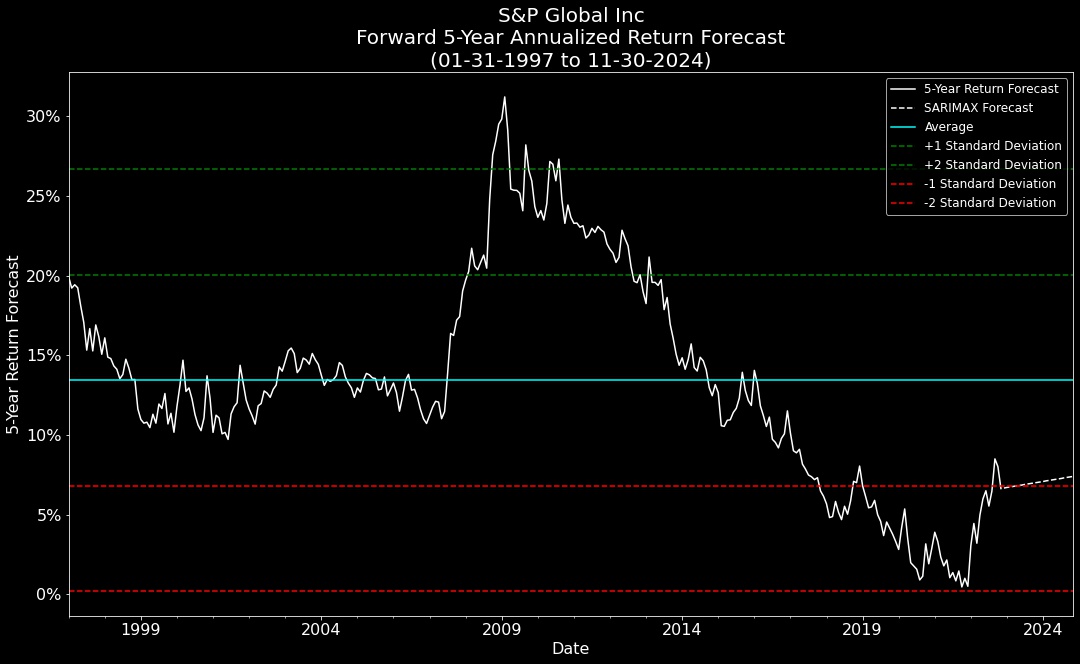 S&P Global Inc
Forward 5-Year Annualized Return Forecast
(01-31-1997 to 11-30-2024)
5-Year Return Forecast
SARIMAX Forecast
Average
+1 Standard Deviation
+2 Standard Deviation
-1 Standard Deviation
-2 Standard Deviation
5-Year Return Forecast
30%
25%
20%
15%
10%
5%
0%
1999 2004 2009 2014 2019 2024
Date